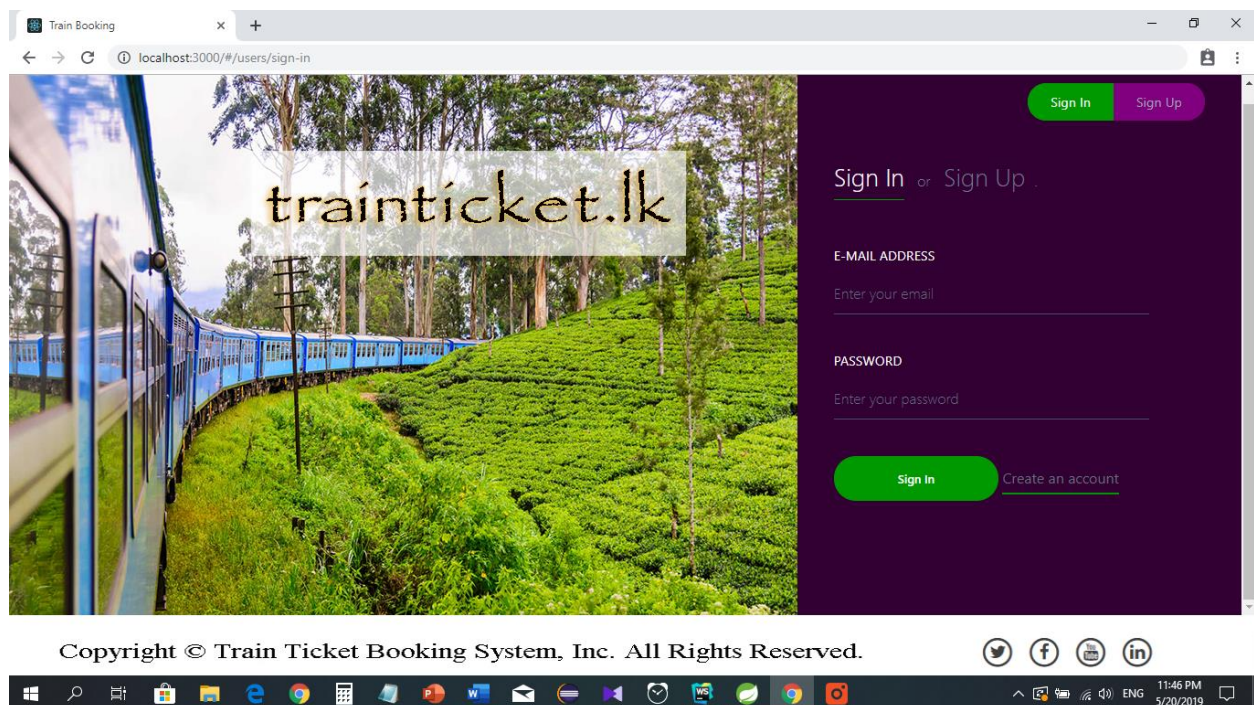 Train Booking
localhost:3000/#/users/sign-in
Sign In Sign Up
trainticket.lk
Sign In or Sign Up .
E-MAIL ADDRESS
Enter your email
PASSWORD
Enter your password
Sign In Create an account
Copyright © Train Ticket Booking System, Inc. All Rights Reserved.
ENG 11:46 PM
5/20/2019